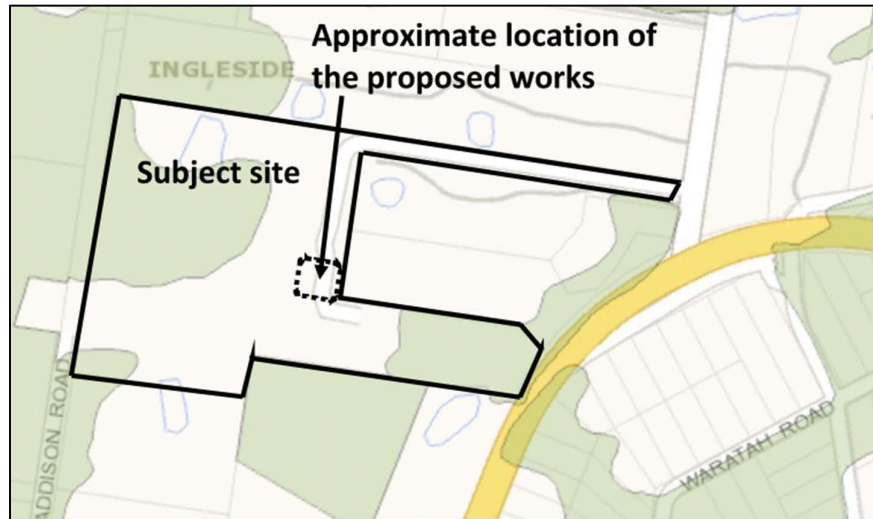 Approximate location of
the proposed works
INGLESIDE
Subject site
ADDISON ROAD
WARATAH ROAD